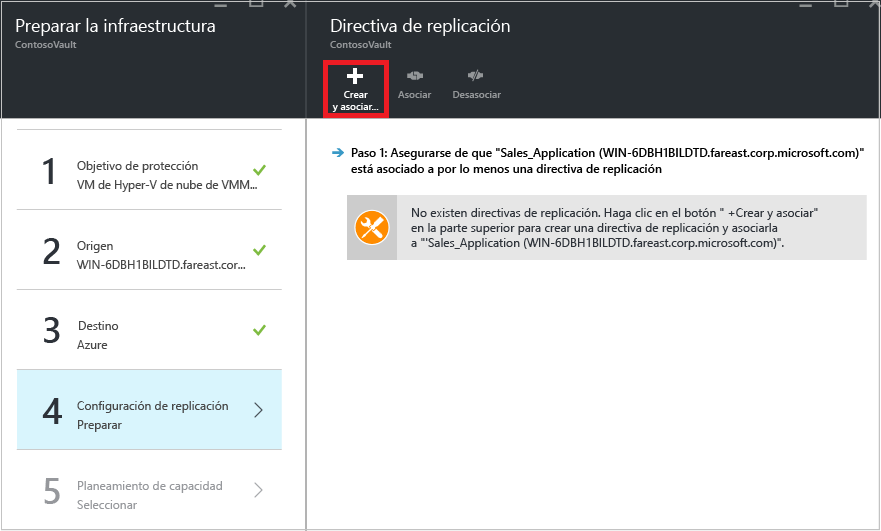 Preparar la infraestructura
ContosoVault
1
Objetivo de protección
VM de Hyper-V de nube de VMM...
2
Origen
WIN-6DBH1BILDTD.fareast.cor...
3
Destino
Azure
4
Configuración de replicación
Preparar
5
Planeamiento de capacidad
Seleccionar
Directiva de replicación
ContosoVault
Crear
y asociar...
Asociar
Desasociar
Paso 1: Asegurarse de que "Sales_Application (WIN-6DBH1BILDTD.fareast.corp.microsoft.com)"
está asociado a por lo menos una directiva de replicación
No existen directivas de replicación. Haga clic en el botón " +Crear y asociar"
en la parte superior para crear una directiva de replicación y asociarla
a "'Sales_Application (WIN-6DBH1BILDTD.fareast.corp.microsoft.com)".